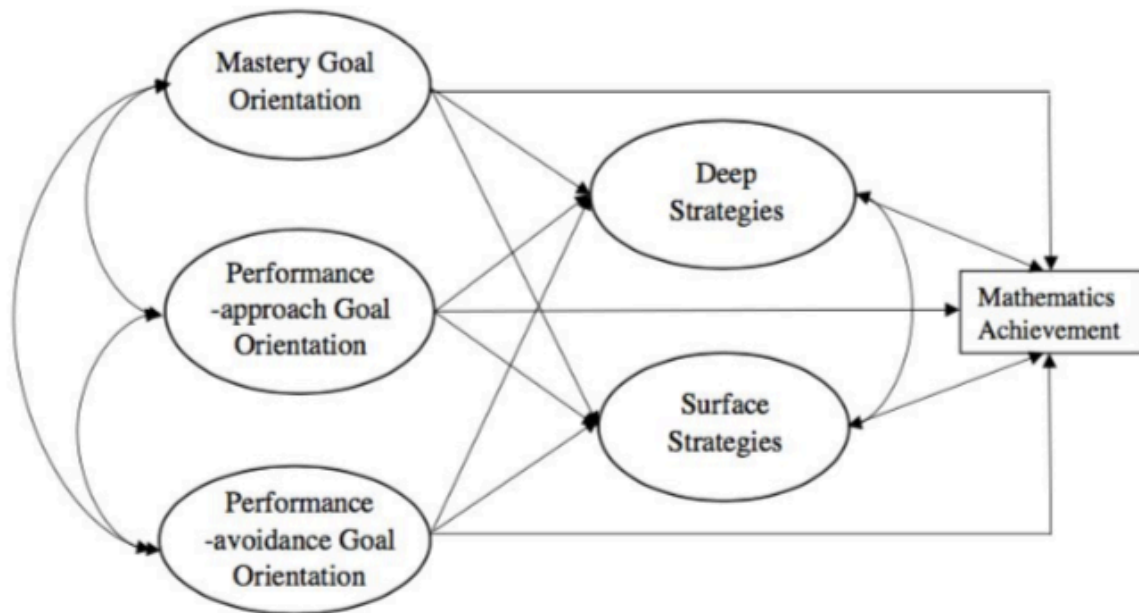 Mastery Goal
Orientation
Deep
Strategies
Performance
-approach Goal
Orientation
Mathematics
Achievement
Surface
Strategies
Performance
-avoidance Goal
Orientation